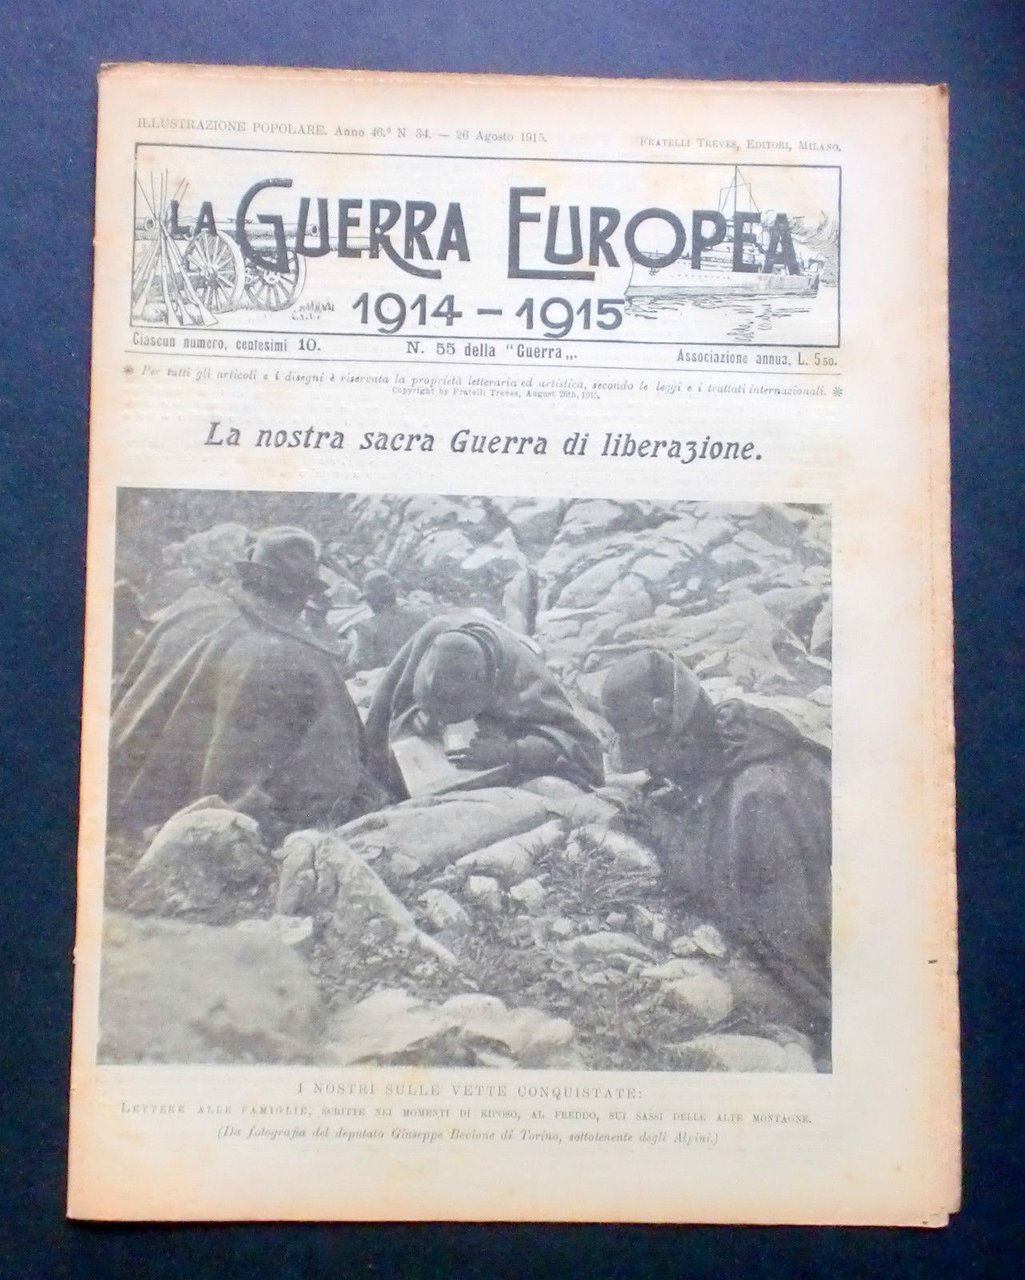 ILLUSTRAZIONE POPOLARE. Anno 46.º N 34. — 26 Agosto 1915.
FRATELLI TREVES, EDITORI, MILANO.
LA GUERRA EUROPEA
1914 - 1915
Ciascun numero, centesimi 10.
N. 55 della "Guerra„.
Associazione annua, L. 5 50.
Per tutti gli articoli e i disegni è riservata la proprietà letteraria ed artistica, secondo le leggi e i trattati internazionali.
Copyright by Fratelli Treves, August 26th, 1915.
La nostra sacra Guerra di liberazione.
I NOSTRI SULLE VETTE CONQUISTATE:
LETTERE ALLE FAMIGLIE, SCRITTE NEI MOMENTI DI RIPOSO, AL FREDDO, SUI SASSI DELLE ALTE MONTAGNE.
(Da fotografia del deputato Giuseppe Bevione di Torino, sottotenente degli Alpini.)